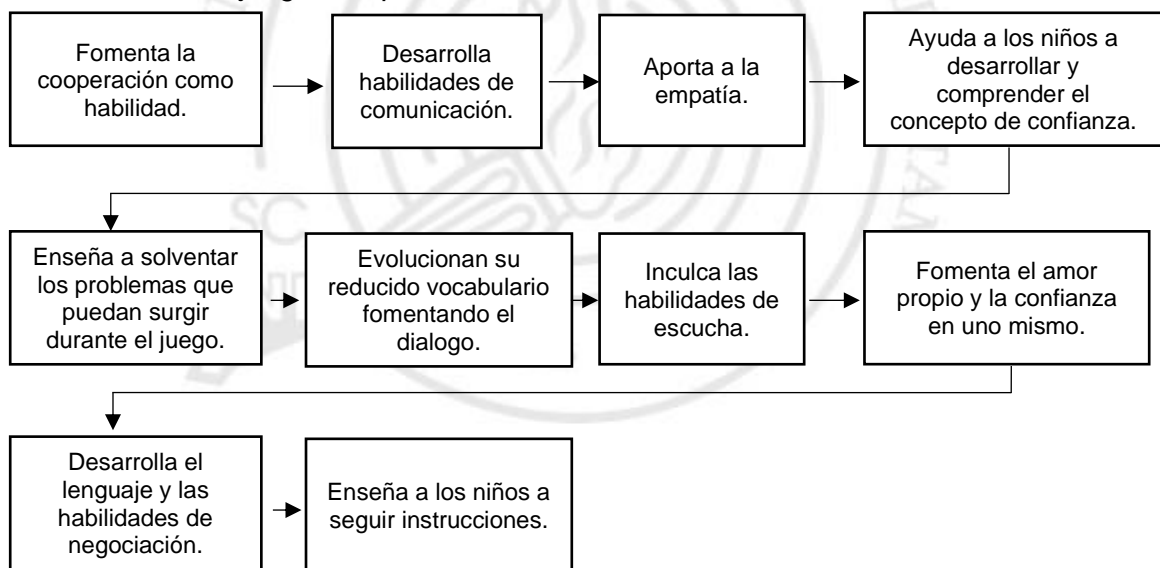 Fomenta la
cooperación como
habilidad.
Desarrolla
habilidades de
comunicación.
Aporta a la
empatía.
Ayuda a los niños a
desarrollar y
comprender el
concepto de confianza.
Enseña a solventar
los problemas que
puedan surgir
durante el juego.
Evolucionan su
reducido vocabulario
fomentando el
dialogo.
Inculca las
habilidades de
escucha.
Fomenta el amor
propio y la confianza
en uno mismo.
Desarrolla el
lenguaje y las
habilidades de
negociación.
Enseña a los niños a
seguir instrucciones.